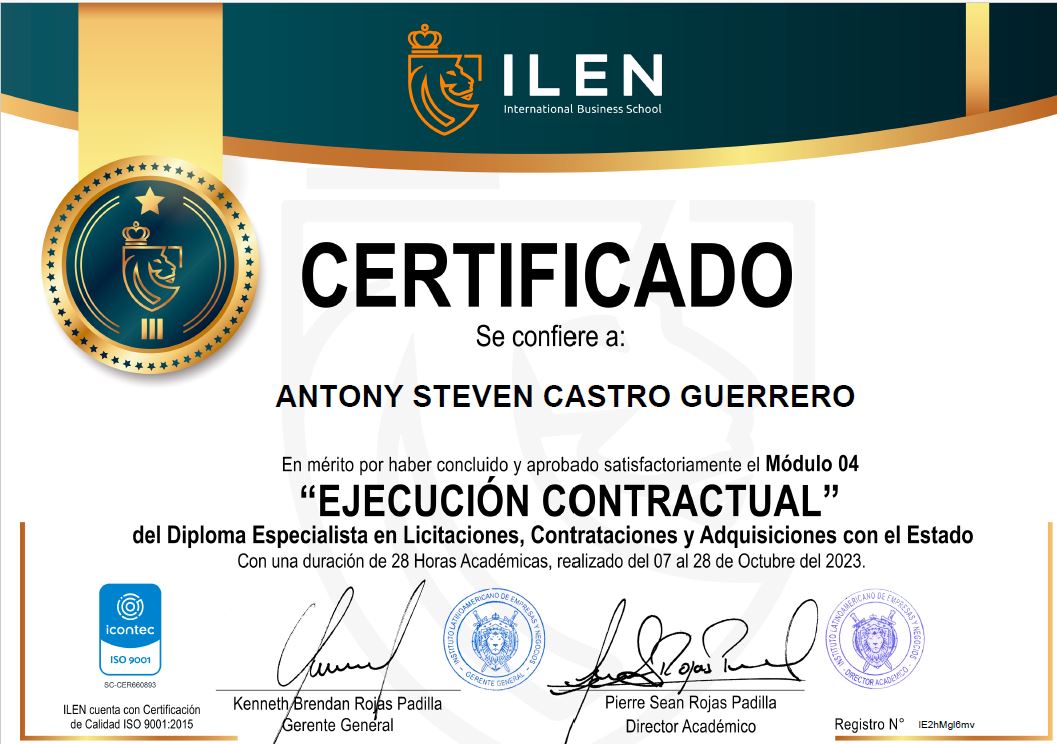 ILEN
International Business School
CERTIFICADO
Se confiere a:
ANTONY STEVEN CASTRO GUERRERO
En mérito por haber concluido y aprobado satisfactoriamente el Módulo 04
“EJECUCIÓN CONTRACTUAL”
del Diploma Especialista en Licitaciones, Contrataciones y Adquisiciones con el Estado
Con una duración de 28 Horas Académicas, realizado del 07 al 28 de Octubre del 2023.
icontec
ISO 9001
SC-CER660893
ILEN cuenta con Certificación
de Calidad ISO 9001:2015
Kenneth Brendan Rojas Padilla
Gerente General
INSTITUTO LATINOAMERICANO DE EMPRESAS Y NEGOCIOS
GERENTE GENERAL
Pierre Sean Rojas Padilla
Director Académico
INSTITUTO LATINOAMERICANO DE EMPRESAS Y NEGOCIOS
DIRECTOR ACADÉMICO
Registro N° IE2hMgI6mv